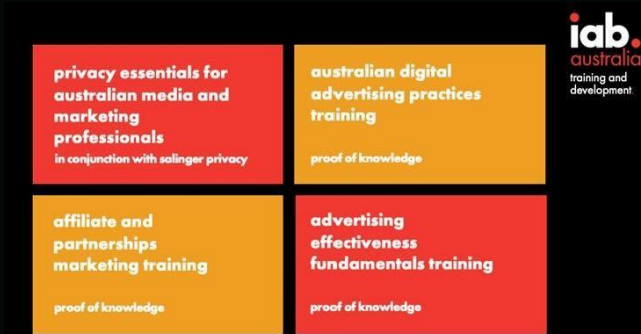 iab.
australia
training and
development.
privacy essentials for
australian media and
marketing
professionals
in conjunction with salinger privacy
australian digital
advertising practices
training
proof of knowledge
affiliate and
partnerships
marketing training
proof of knowledge
advertising
effectiveness
fundamentals training
proof of knowledge